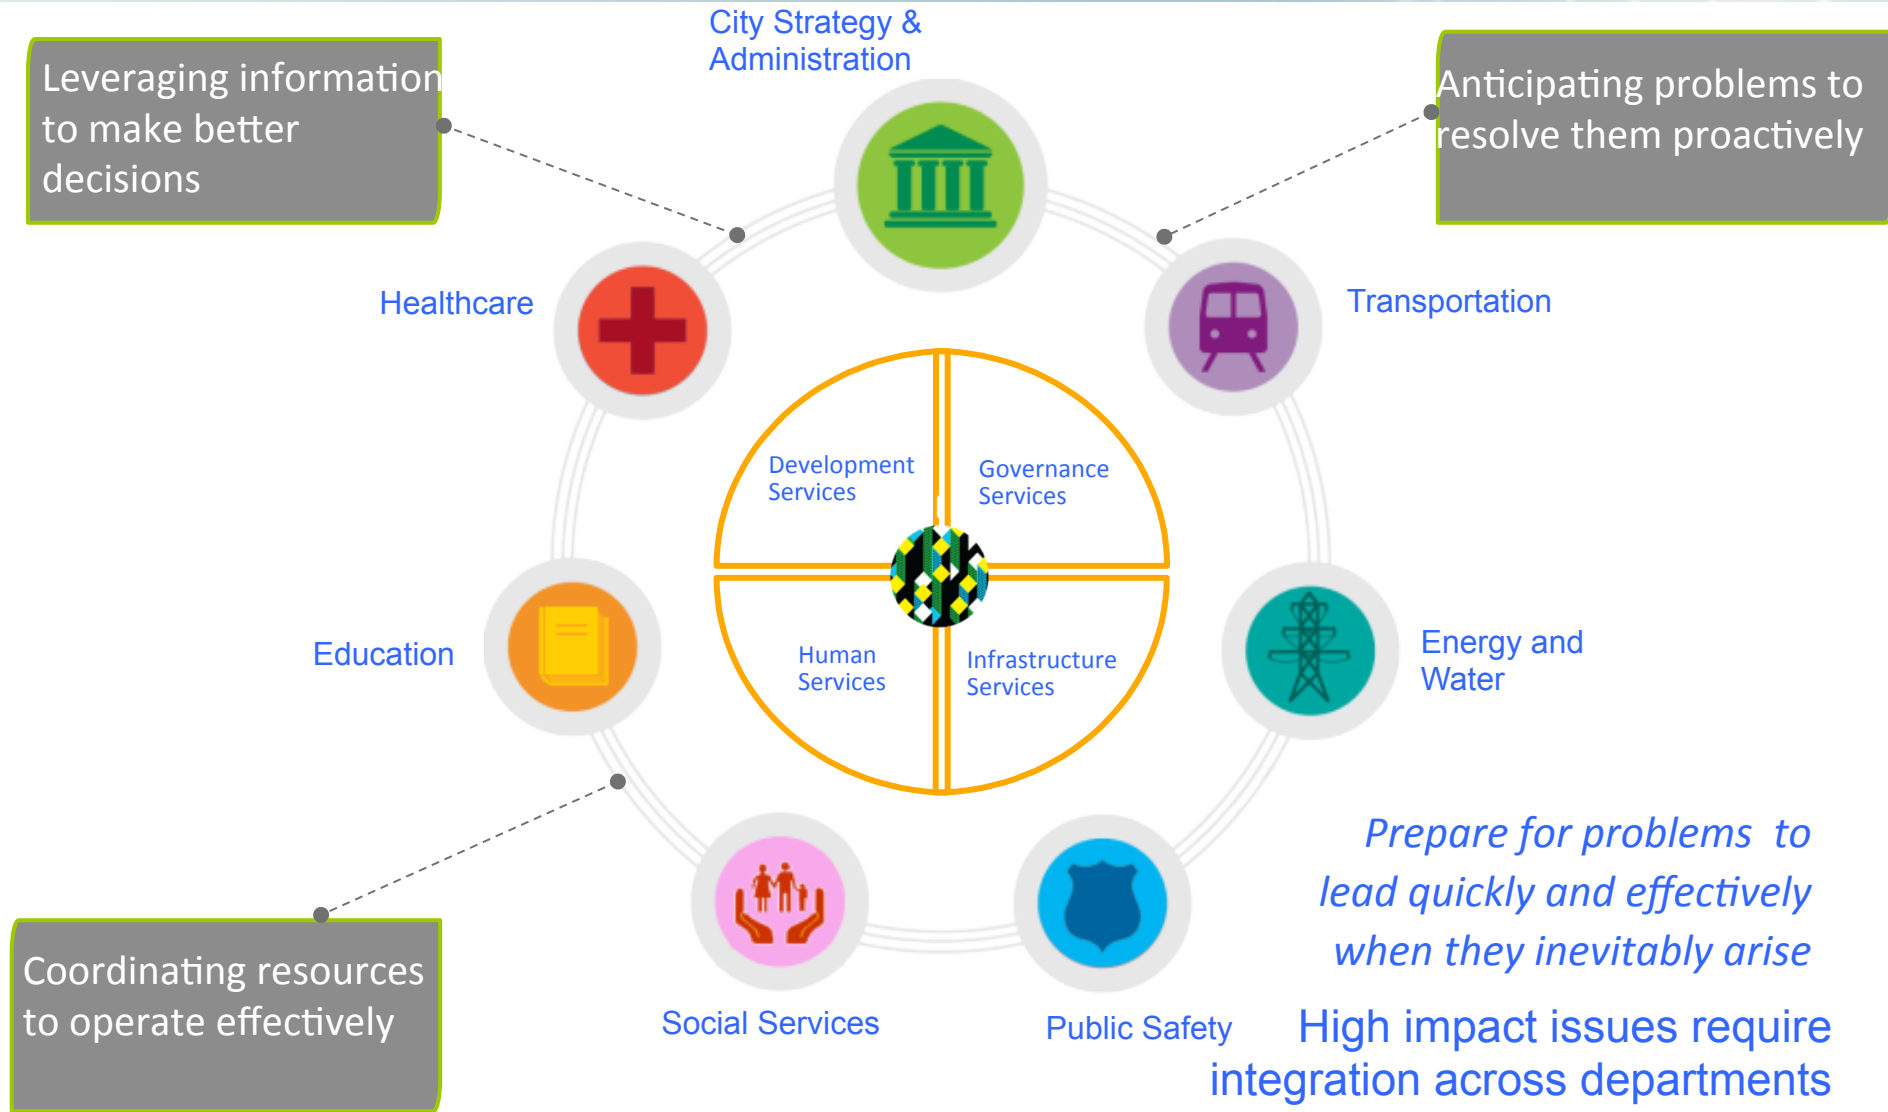 City Strategy &
Administration
Leveraging information
to make better
decisions
Anticipating problems to
resolve them proactively
Healthcare
Transportation
Development
Services
Governance
Services
Education
Human
Services
Infrastructure
Services
Energy and
Water
Prepare for problems  to
lead quickly and effectively
when they inevitably arise
Coordinating resources
to operate effectively
Social Services
Public Safety
High impact issues require
integration across departments